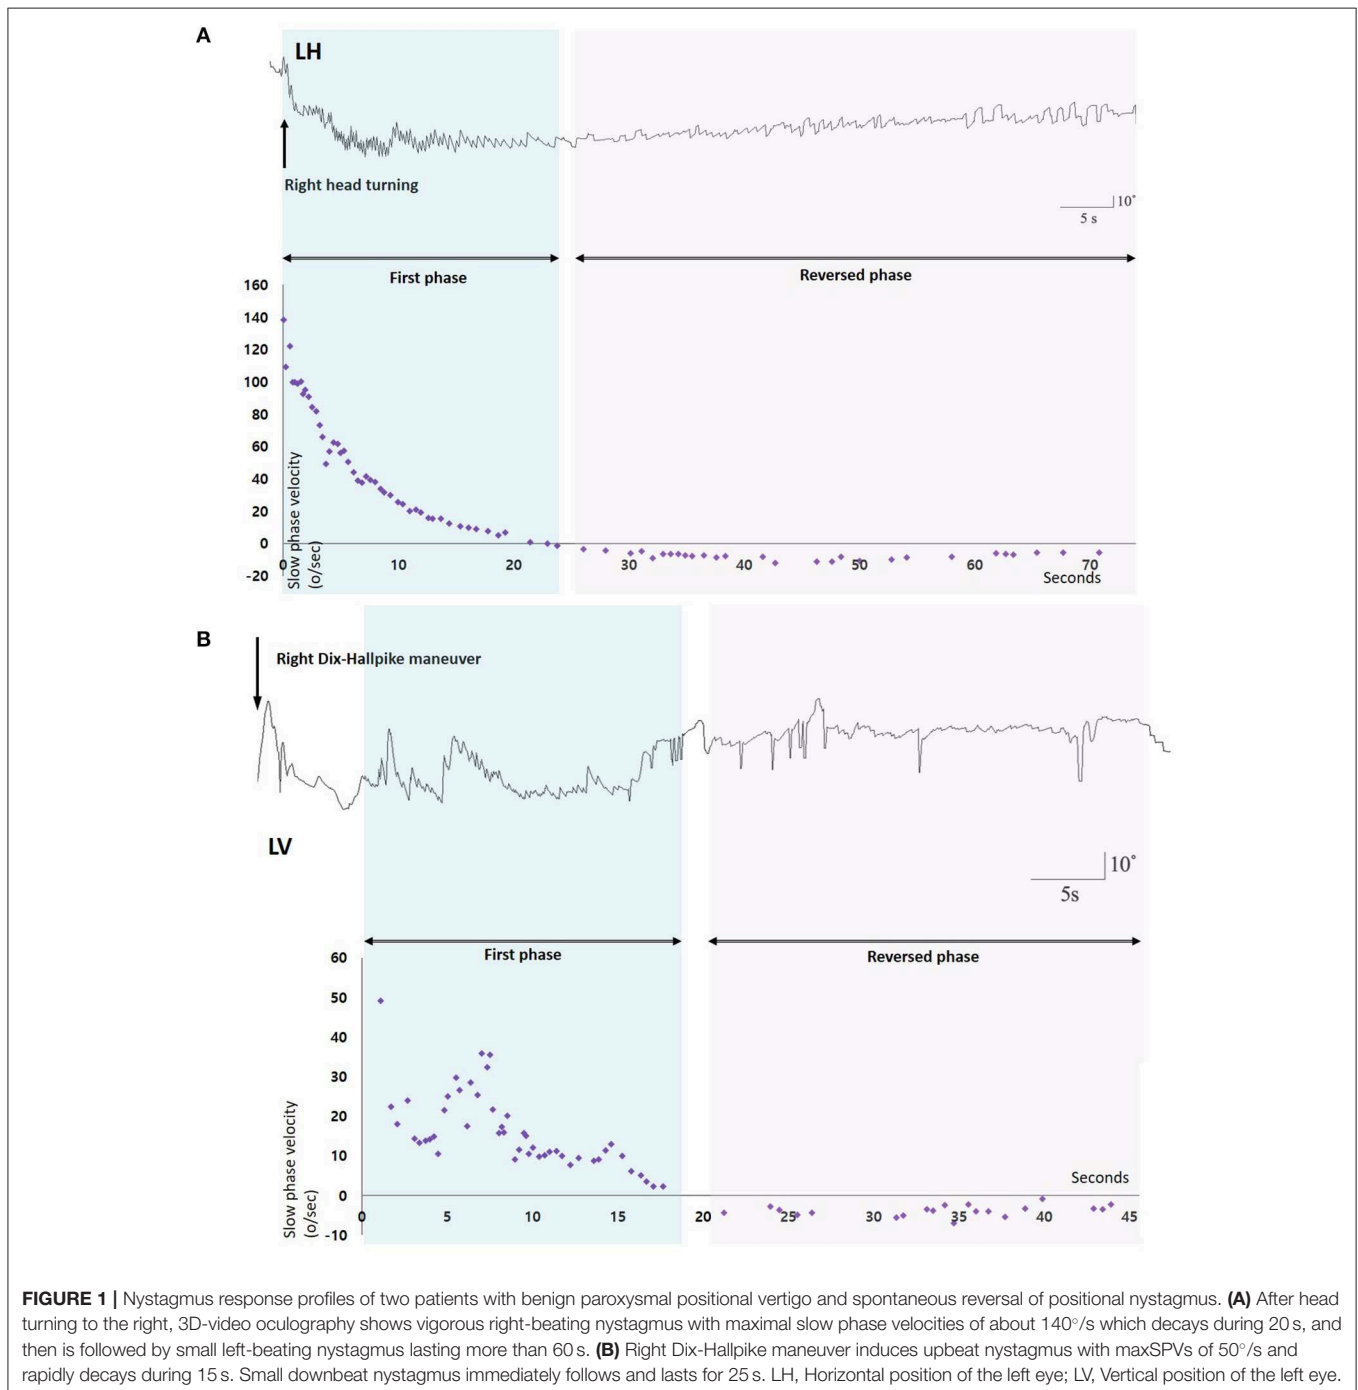 A
LH
Right head turning
10°
5 s
First phase
Reversed phase
160
140
120
100
80
60
40
20
0
-20
Slow phase velocity
(o/sec)
0 10 20 30 40 50 60 70
Seconds
B
Right Dix-Hallpike maneuver
LV
10°
5s
First phase
Reversed phase
60
50
40
30
20
10
0
-10
Slow phase velocity
(o/sec)
Seconds
0 5 10 15 20 25 30 35 40 45
FIGURE 1 | Nystagmus response profiles of two patients with benign paroxysmal positional vertigo and spontaneous reversal of positional nystagmus. (A) After head
turning to the right, 3D-video oculography shows vigorous right-beating nystagmus with maximal slow phase velocities of about 140°/s which decays during 20 s, and
then is followed by small left-beating nystagmus lasting more than 60 s. (B) Right Dix-Hallpike maneuver induces upbeat nystagmus with maxSPVs of 50°/s and
rapidly decays during 15 s. Small downbeat nystagmus immediately follows and lasts for 25 s. LH, Horizontal position of the left eye; LV, Vertical position of the left eye.